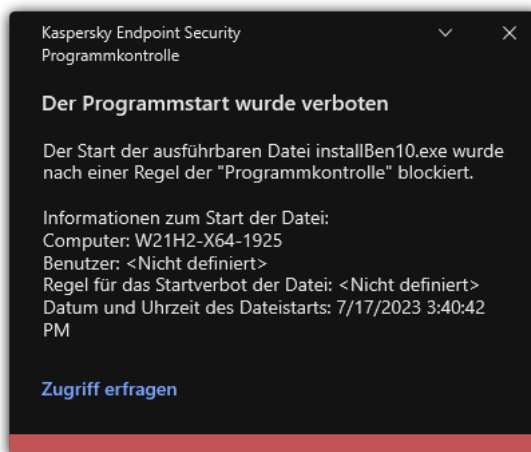 Kaspersky Endpoint Security
Programmkontrolle
Der Programmstart wurde verboten
Der Start der ausführbaren Datei installBen10.exe wurde
nach einer Regel der "Programmkontrolle" blockiert.
Informationen zum Start der Datei:
Computer: W21H2-X64-1925
Benutzer: <Nicht definiert>
Regel für das Startverbot der Datei: <Nicht definiert>
Datum und Uhrzeit des Dateistarts: 7/17/2023 3:40:42
PM
Zugriff erfragen